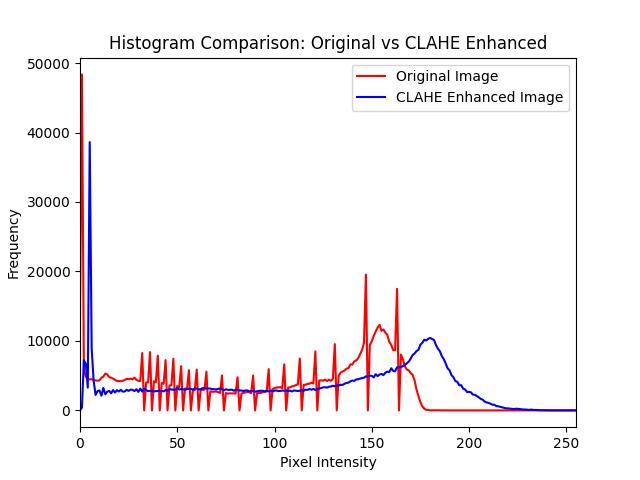 Histogram Comparison: Original vs CLAHE Enhanced
Original Image
CLAHE Enhanced Image
Frequency
50000
40000
30000
20000
10000
0
0 50 100 150 200 250
Pixel Intensity